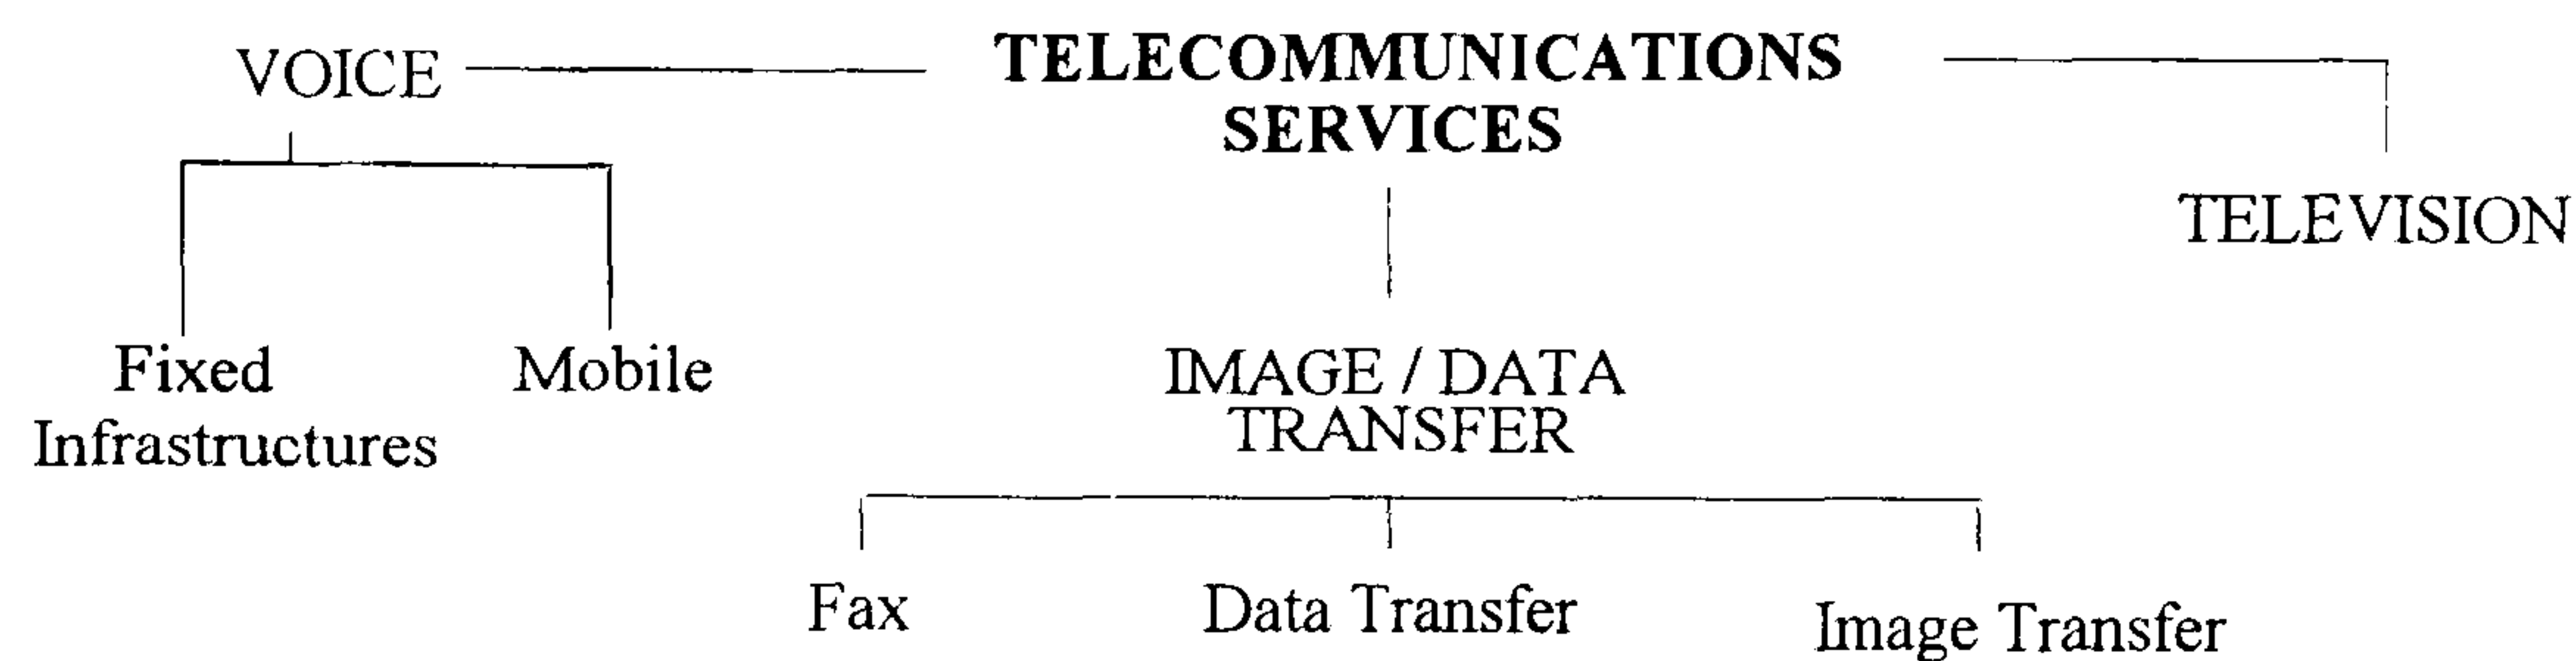 VOICE
TELECOMMUNICATIONS
SERVICES
TELEVISION
Fixed
Infrastructures
Mobile
IMAGE / DATA
TRANSFER
Fax
Data Transfer
Image Transfer